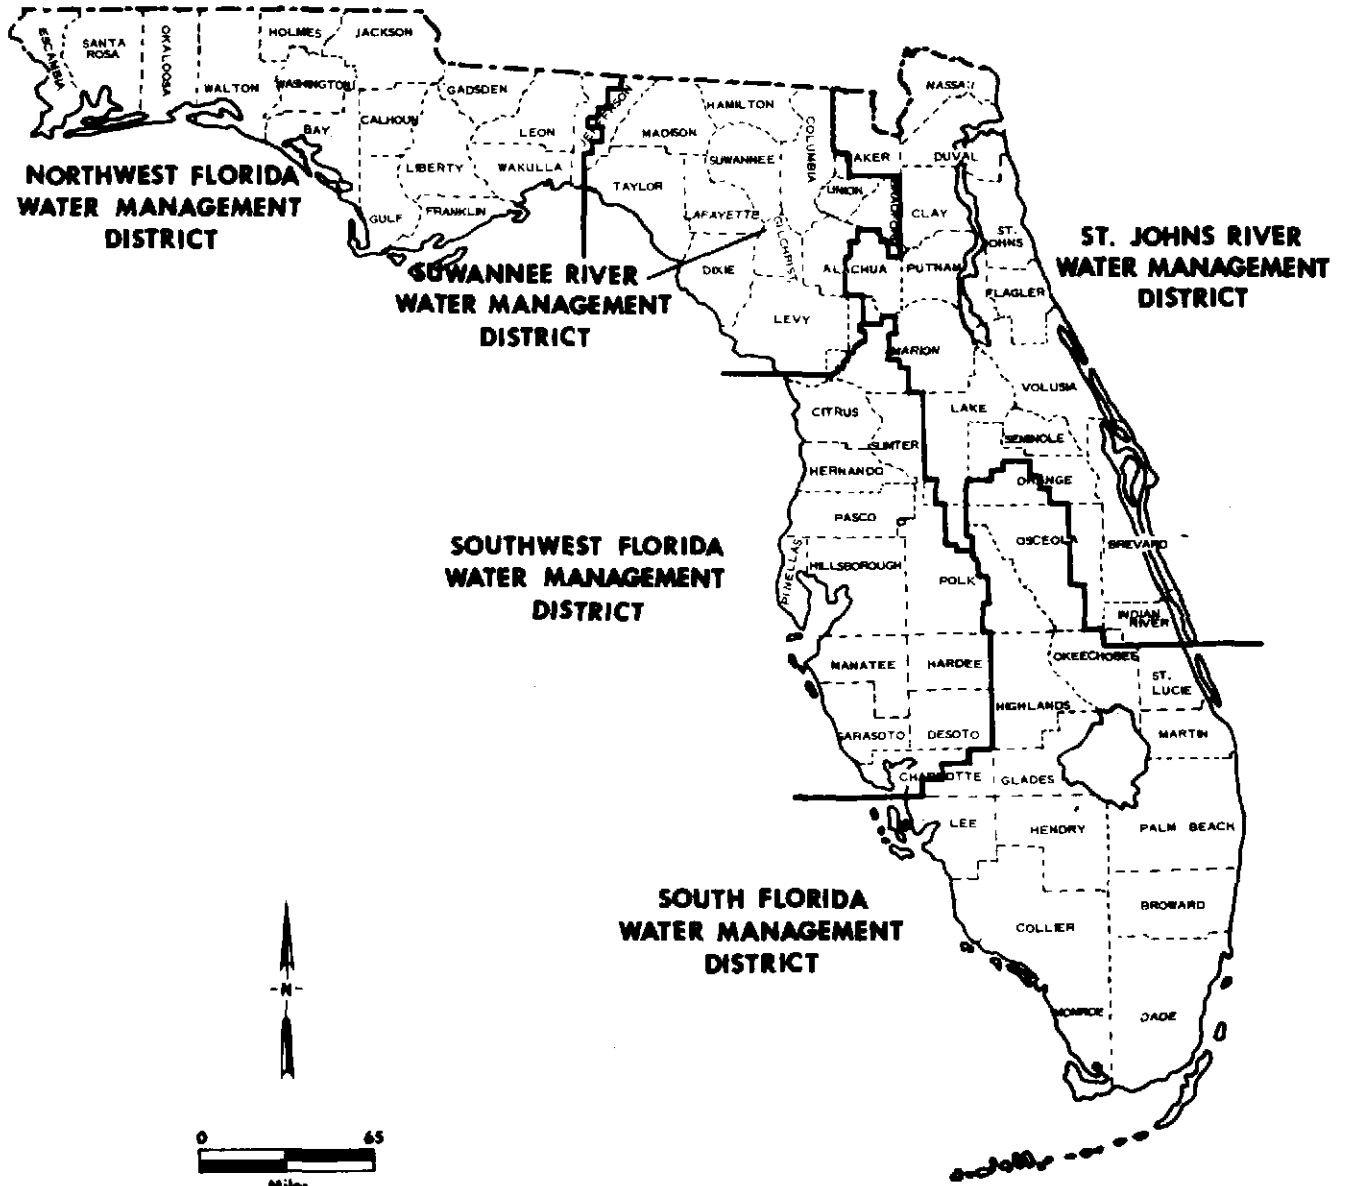 HOLMES
JACKSON
ESCAMBIA
SANTA
ROSA
OKALOOSA
WALTON
WASHINGTON
GADSDEN
NASSAU
HAMILTON
BAY
CALHOUN
LEON
JEFFERSON
MADISON
COLUMBIA
BAKER
DUVAL
LIBERTY
WAKULLA
SUWANNEE
TAYLOR
UNION
BRADFORD
CLAY
NORTHWEST FLORIDA
WATER MANAGEMENT
DISTRICT
GULF
FRANKLIN
LAFAYETTE
GILCHRIST
ST.
JOHNS
ST. JOHNS RIVER
WATER MANAGEMENT
DISTRICT
SUWANNEE RIVER
WATER MANAGEMENT
DISTRICT
DIXIE
ALACHUA
PUTNAM
FLAGLER
LEVY
MARION
VOLUSIA
CITRUS
LAKE
SUMTER
SEMINOLE
HERNANDO
ORANGE
PASCO
SOUTHWEST FLORIDA
WATER MANAGEMENT
DISTRICT
PINELLAS
HILLSBOROUGH
POLK
OSCEOLA
BREVARD
INDIAN
RIVER
MANATEE
HARDEE
OKEECHOBEE
ST.
LUCIE
HIGHLANDS
SARASOTO
DESOTO
MARTIN
CHARLOTTE
GLADES
LEE
HENDRY
PALM BEACH
SOUTH FLORIDA
WATER MANAGEMENT
DISTRICT
COLLIER
BROWARD
MONROE
DADE
N
0 65
Miles